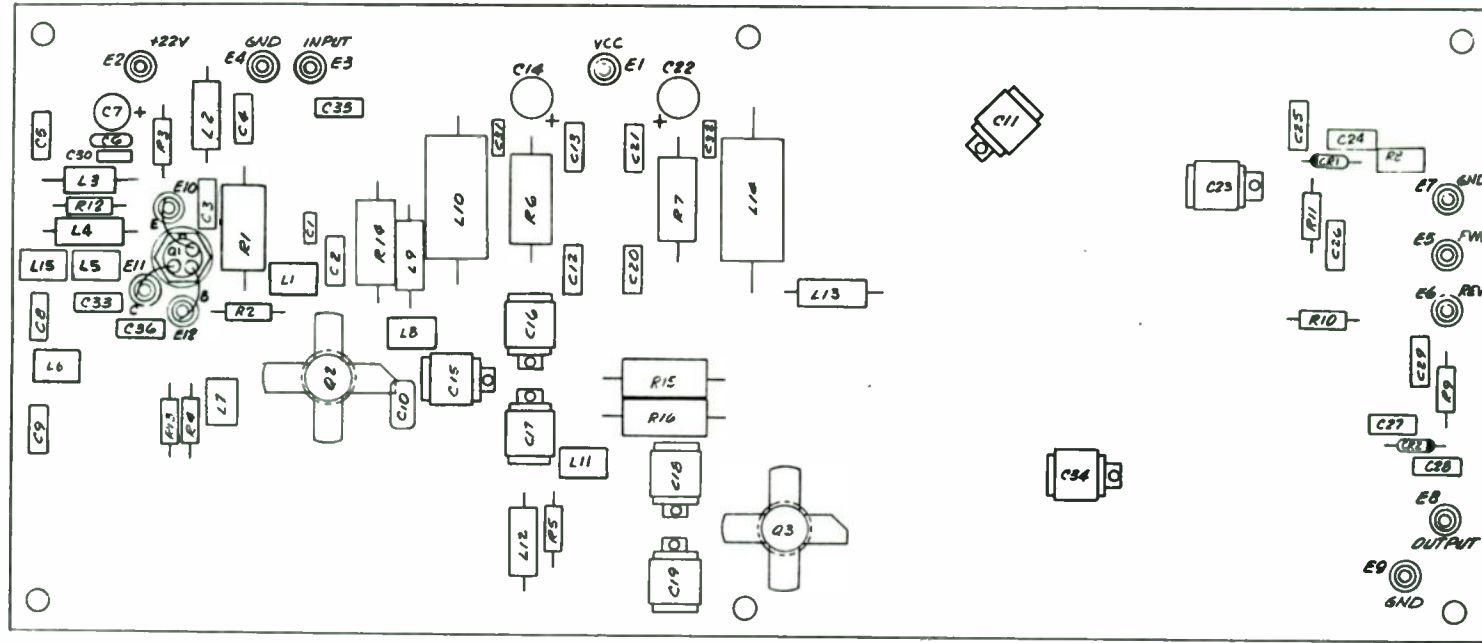 E2
+22V
GND
E4
INPUT
E3
VCC
E1
C14
+
C22
+
C7
+
C5
C6
C30
R3
L2
C4
C35
C31
C13
C21
C32
C11
C25
C24
CR1
L3
R12
L4
L15
L5
E10
E
C3
Q1
E11
C
B
E12
R1
C1
C2
L1
R14
L9
L10
R6
R7
L14
C12
C20
L13
C23
R11
C26
E7
GND
E5
E6
C8
C33
C36
R2
L8
C16
R10
L6
L7
Q2
C10
C15
C17
R15
R16
C29
R9
C9
R13
R4
L11
C18
C34
C27
CR2
C28
L12
R5
C19
Q3
E8
OUTPUT
E9
GND